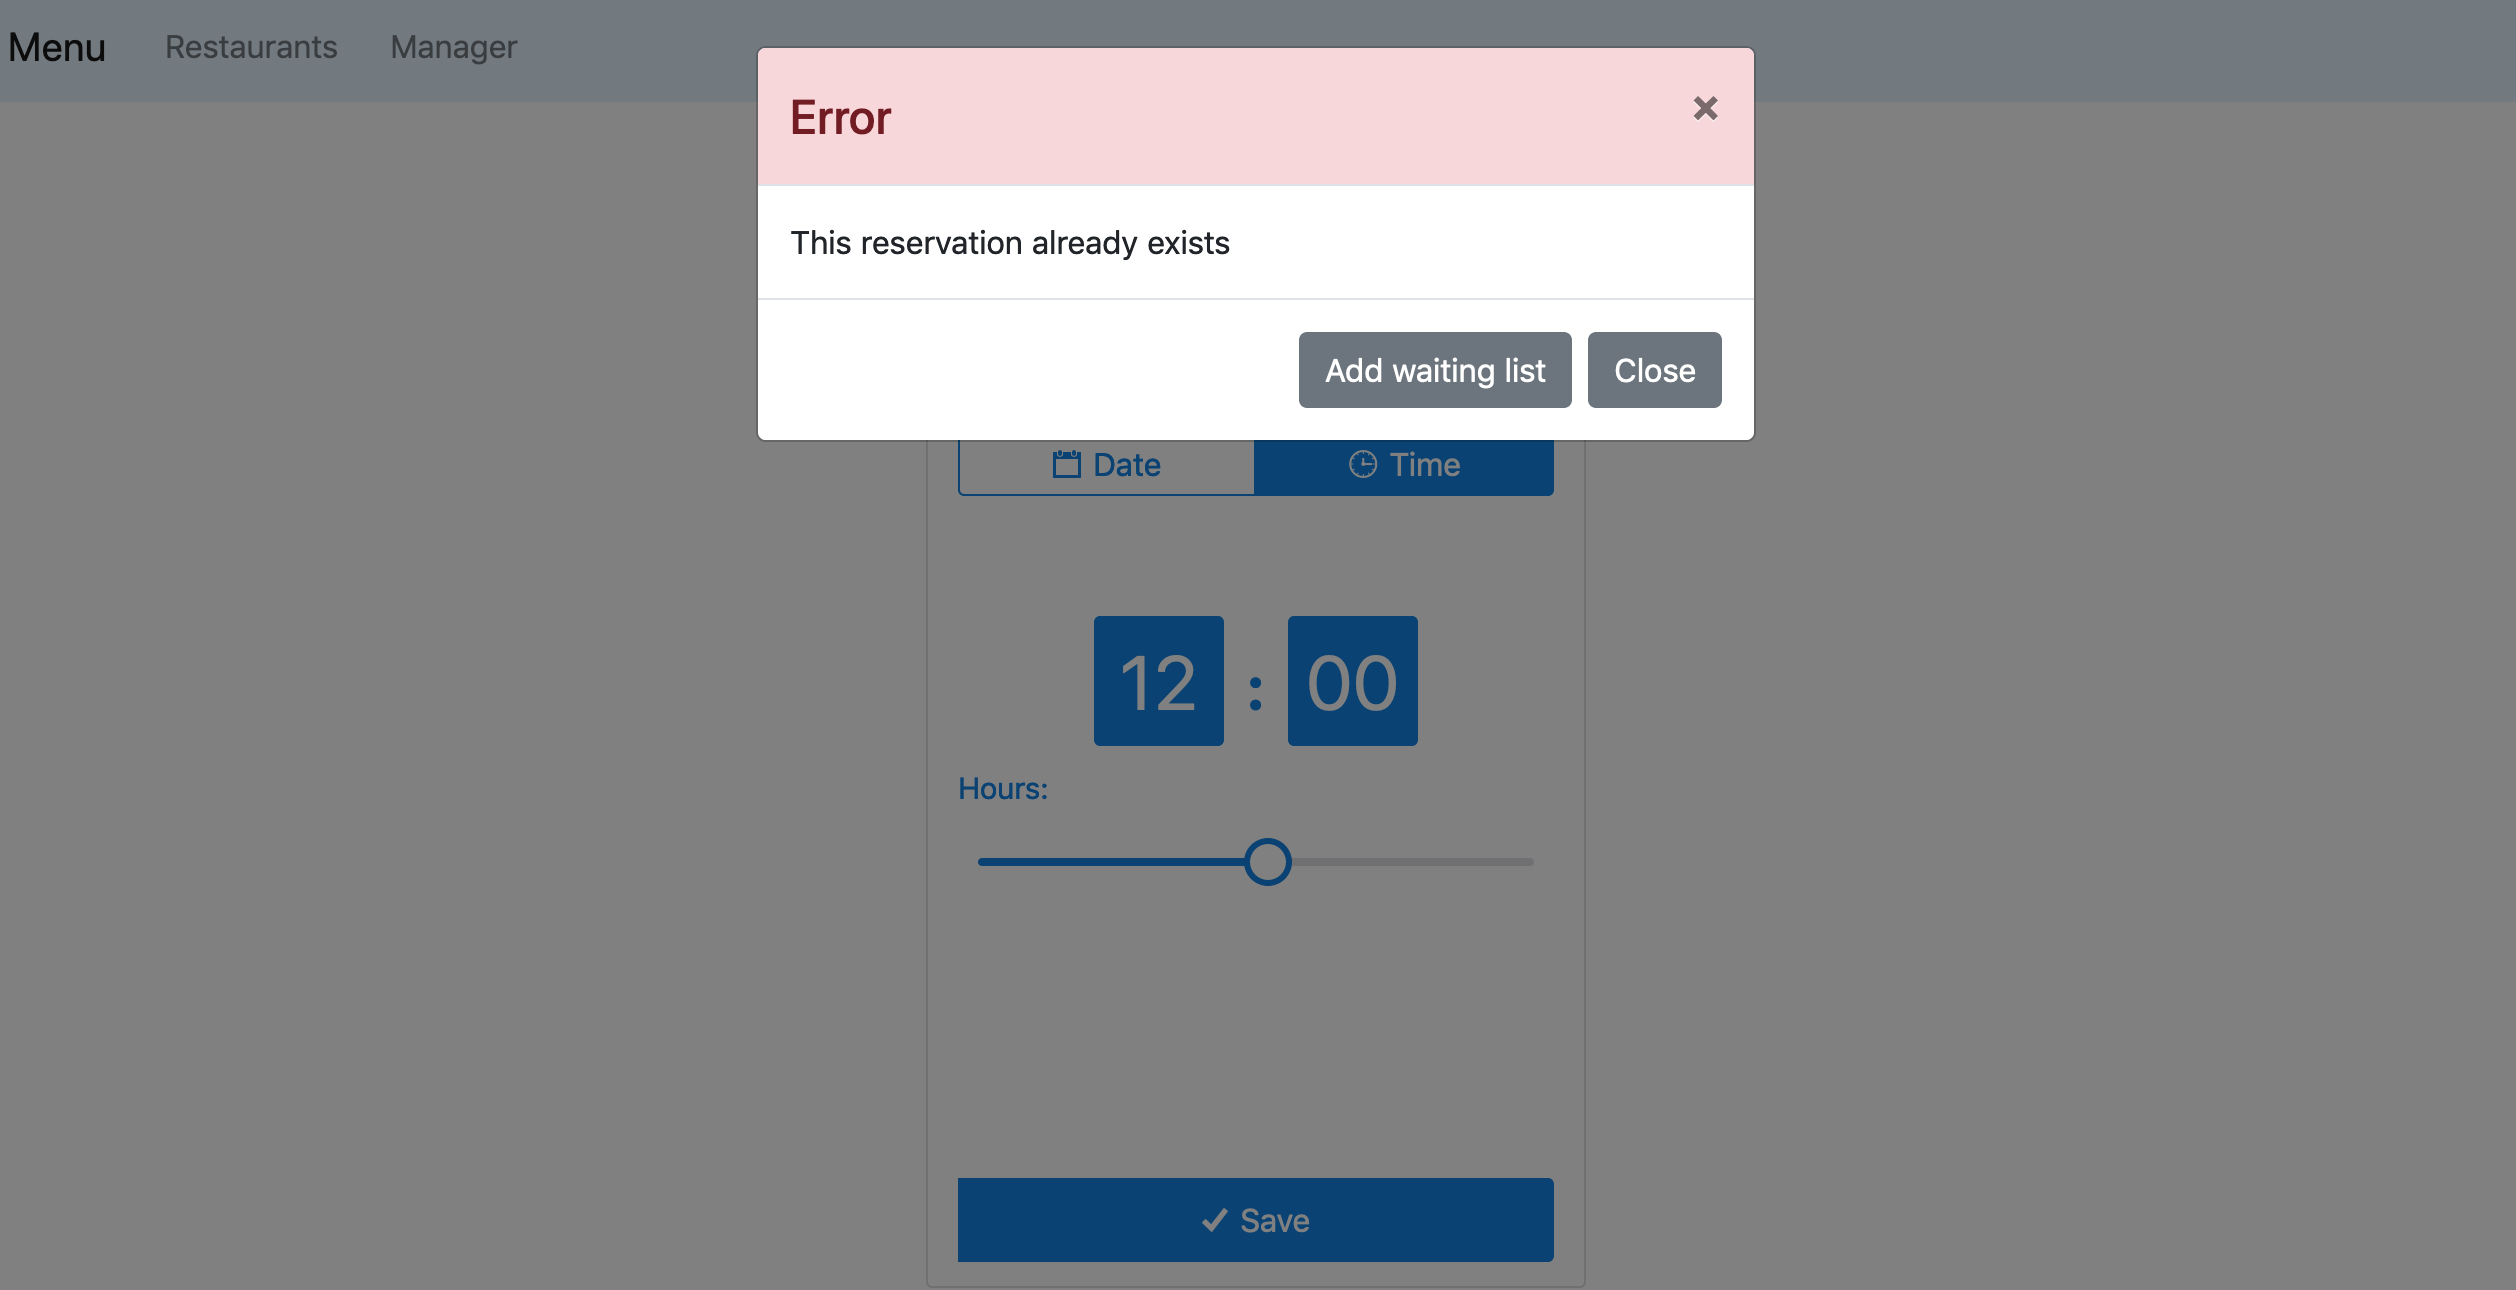 Menu Restaurants Manager
Error ×
This reservation already exists
Add waiting list Close
Date Time
12 : 00
Hours:
Save